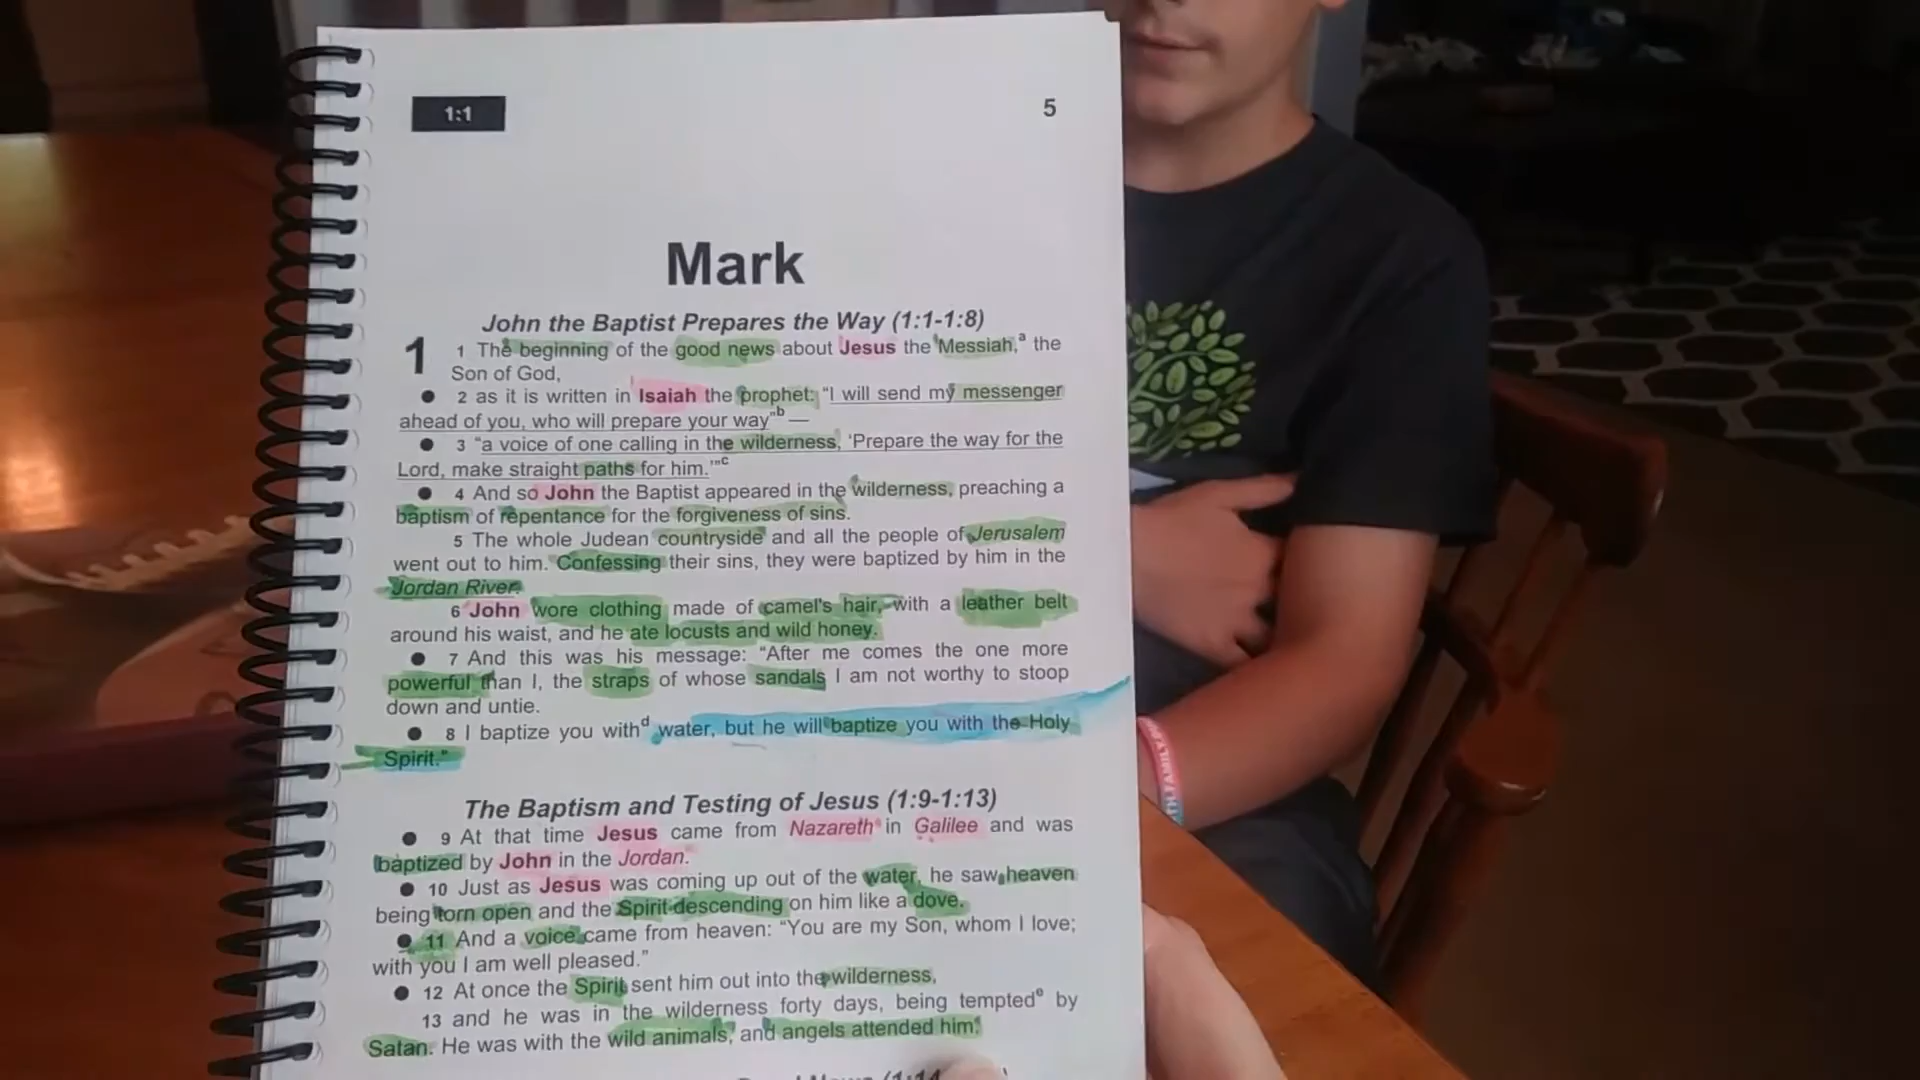 1:1
5
Mark
John the Baptist Prepares the Way (1:1-1:8)
1 1 The beginning of the good news about Jesus the Messiah,a the
Son of God,
● 2 as it is written in Isaiah the prophet: “I will send my messenger
ahead of you, who will prepare your way”b —
● 3 “a voice of one calling in the wilderness, ‘Prepare the way for the
Lord, make straight paths for him.’”c
● 4 And so John the Baptist appeared in the wilderness, preaching a
baptism of repentance for the forgiveness of sins.
5 The whole Judean countryside and all the people of Jerusalem
went out to him. Confessing their sins, they were baptized by him in the
Jordan River.
6 John wore clothing made of camel's hair, with a leather belt
around his waist, and he ate locusts and wild honey.
● 7 And this was his message: “After me comes the one more
powerful than I, the straps of whose sandals I am not worthy to stoop
down and untie.
● 8 I baptize you withd water, but he will baptize you with the Holy
Spirit.”
The Baptism and Testing of Jesus (1:9-1:13)
● 9 At that time Jesus came from Nazareth in Galilee and was
baptized by John in the Jordan.
● 10 Just as Jesus was coming up out of the water, he saw heaven
being torn open and the Spirit descending on him like a dove.
● 11 And a voice came from heaven: “You are my Son, whom I love;
with you I am well pleased.”
● 12 At once the Spirit sent him out into the wilderness,
13 and he was in the wilderness forty days, being temptede by
Satan. He was with the wild animals, and angels attended him.